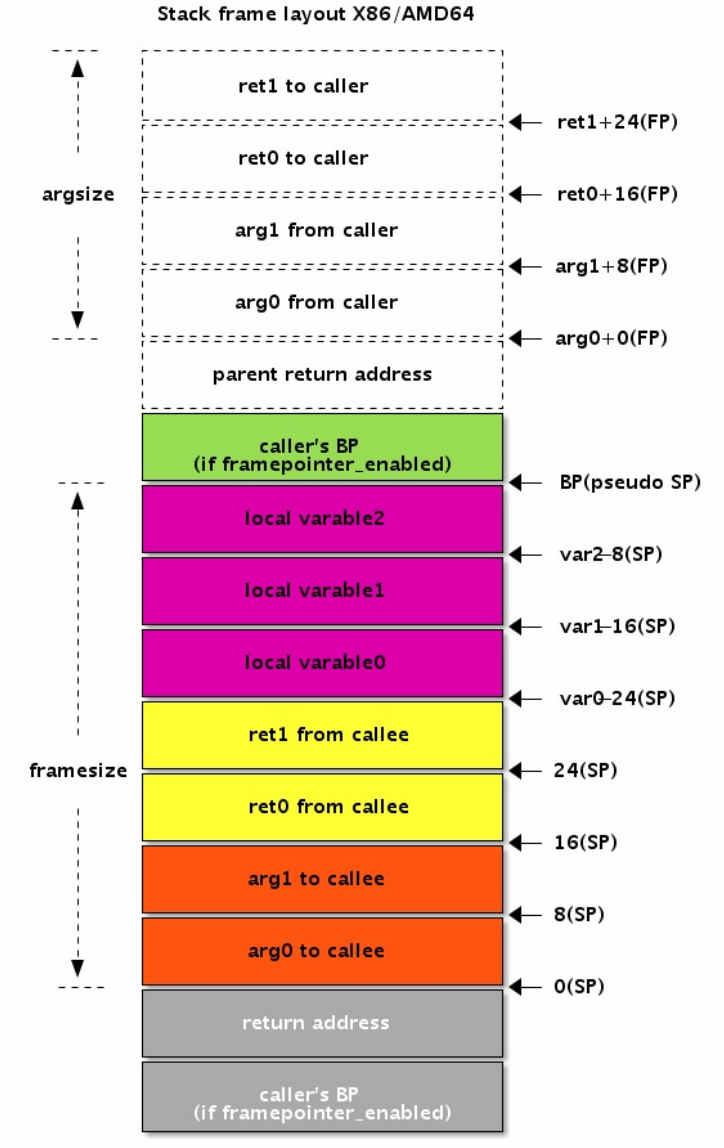 Stack frame layout X86/AMD64
ret1 to caller
ret1+24(FP)
ret0 to caller
argsize
ret0+16(FP)
arg1 from caller
arg1+8(FP)
arg0 from caller
arg0+0(FP)
parent return address
caller's BP
(if framepointer_enabled)
BP(pseudo SP)
local varable2
var2-8(SP)
local varable1
var1-16(SP)
local varable0
var0-24(SP)
ret1 from callee
framesize
24(SP)
ret0 from callee
16(SP)
arg1 to callee
8(SP)
arg0 to callee
0(SP)
return address
caller's BP
(if framepointer_enabled)